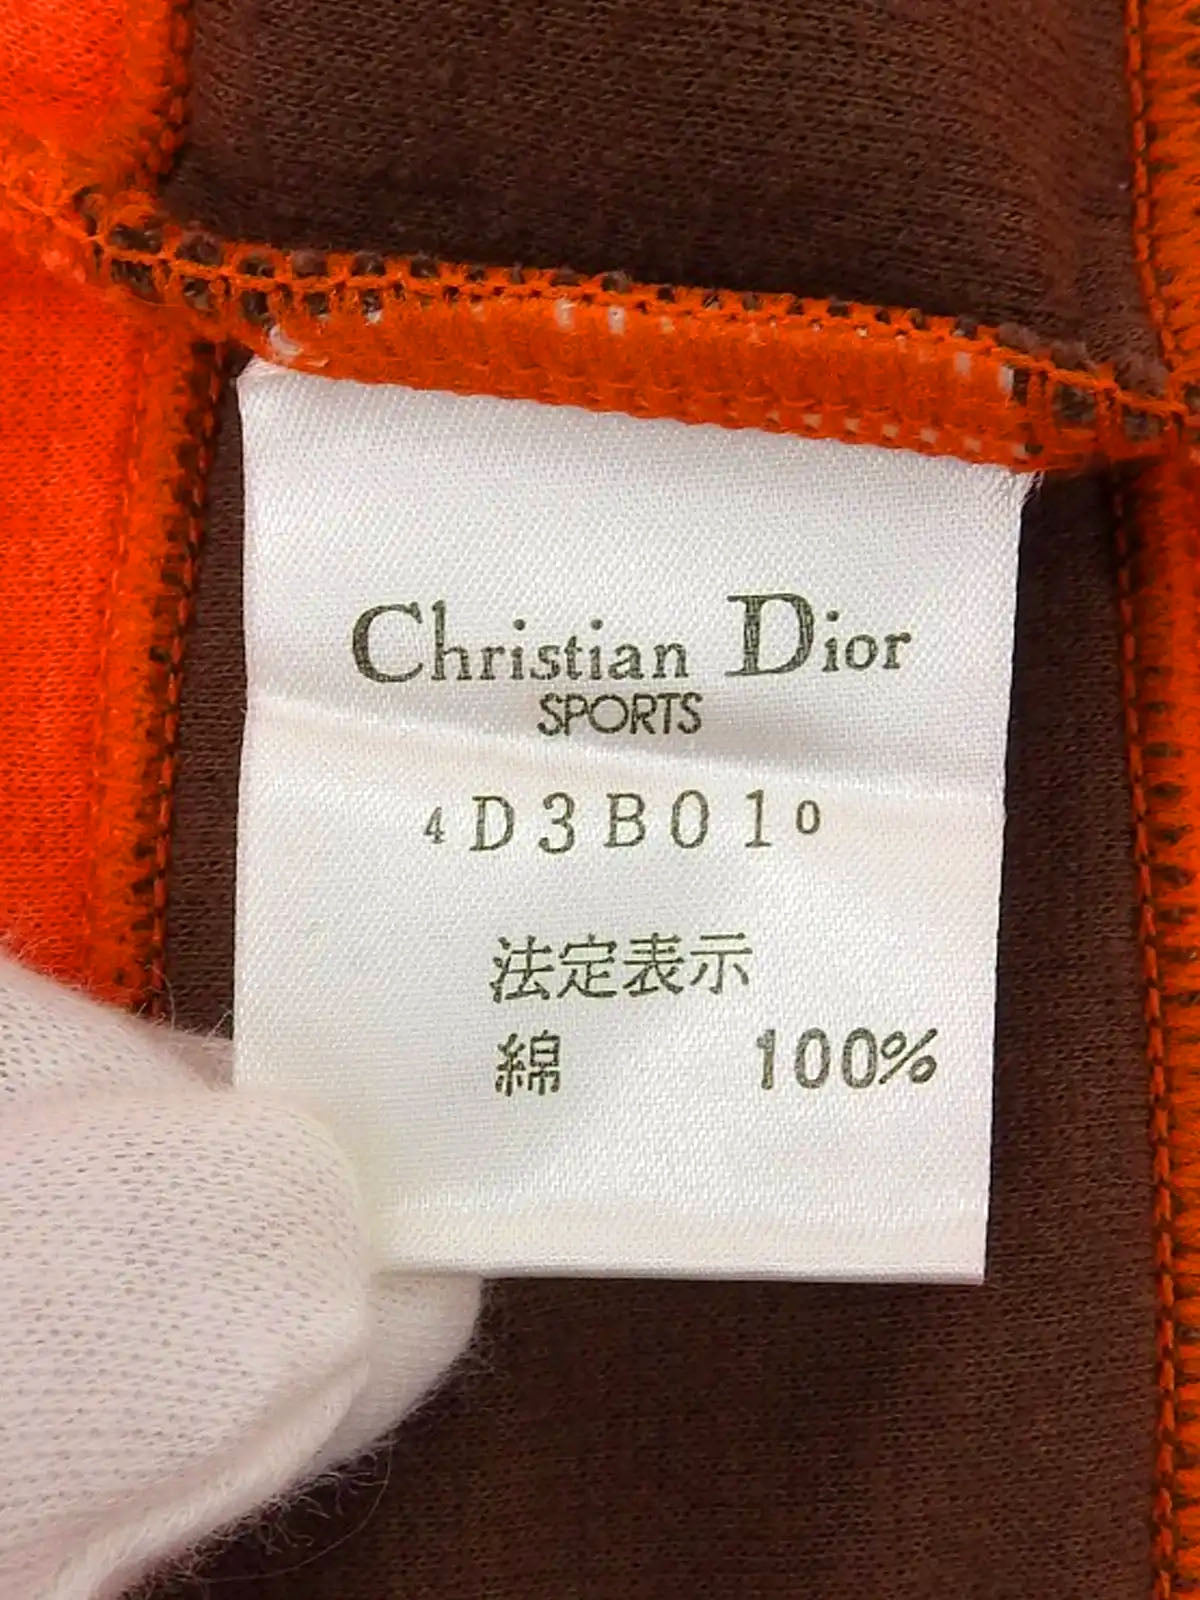 Christian Dior
SPORTS
4D3B010
法定表示
綿 100%